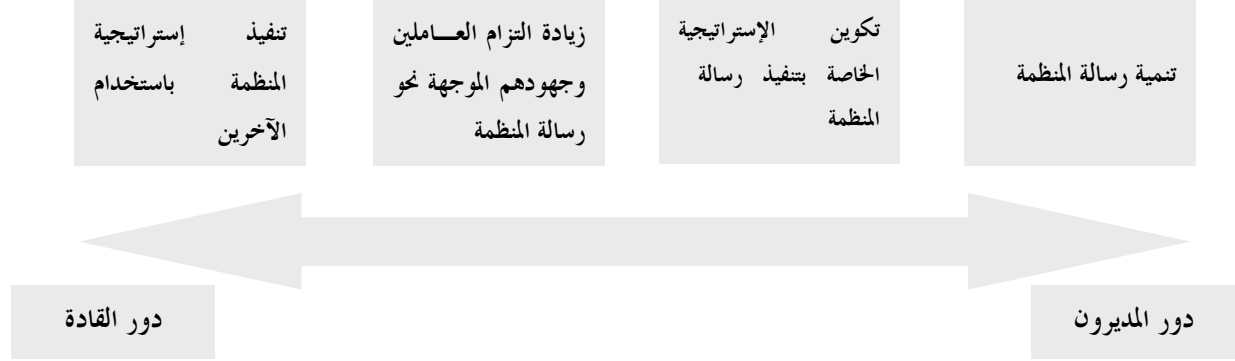 تنمية رسالة المنظمة
تكوين الإستراتيجية
الخاصة بتنفيذ رسالة
المنظمة
زيادة التزام العـــاملين
وجهودهم الموجهة نحو
رسالة المنظمة
تنفيذ إستراتيجية
المنظمة باستخدام
الآخرين
دور المديرون
دور القادة